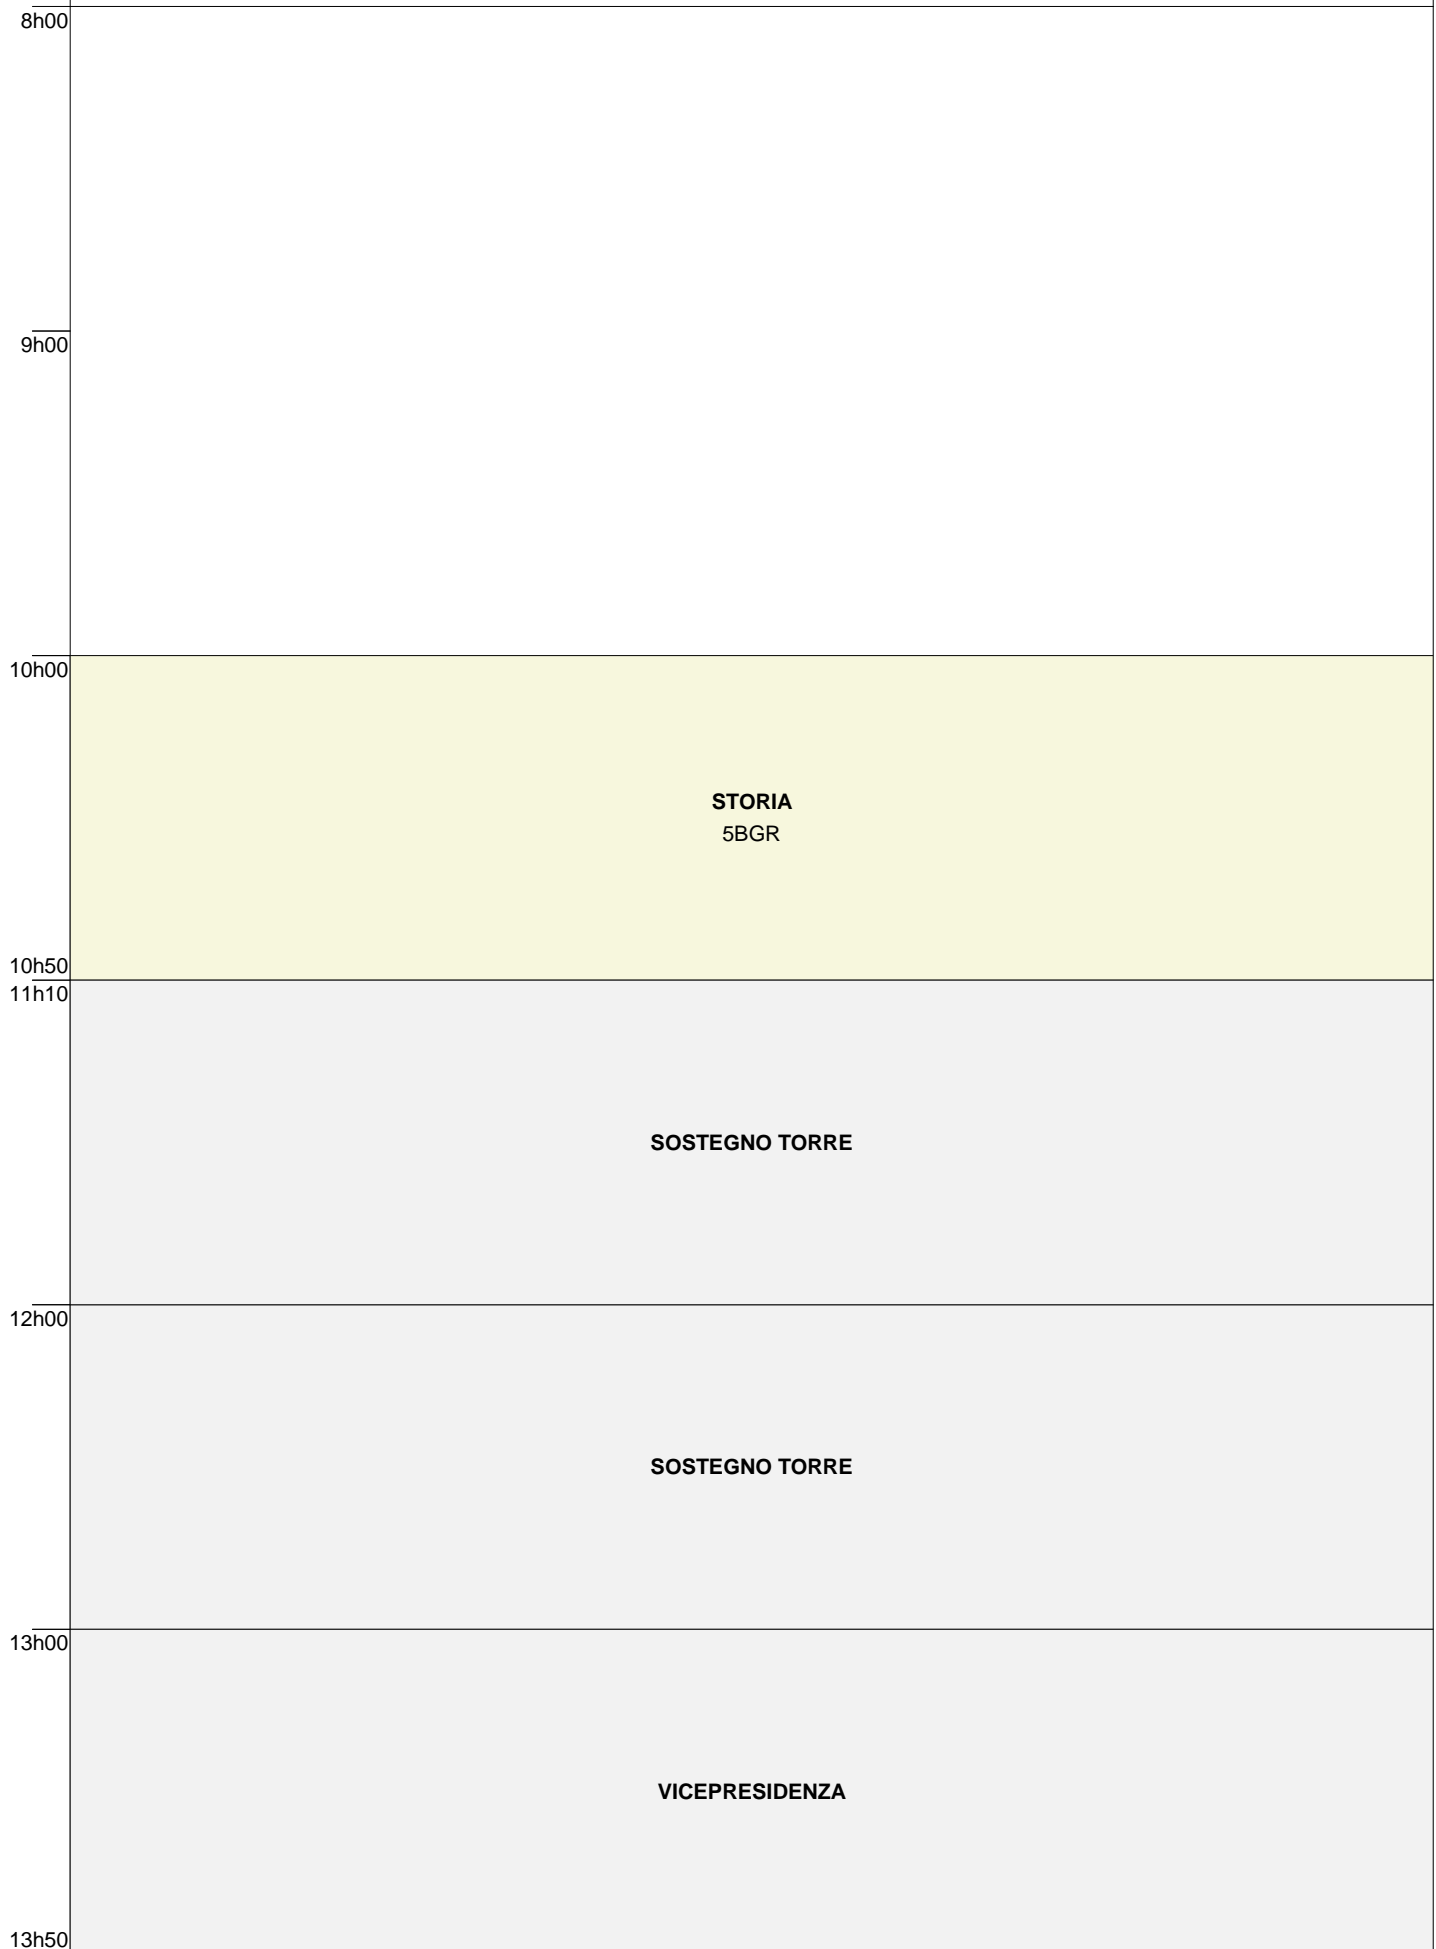 8h00
9h00
10h00
STORIA
5BGR
10h50
11h10
SOSTEGNO TORRE
12h00
SOSTEGNO TORRE
13h00
VICEPRESIDENZA
13h50